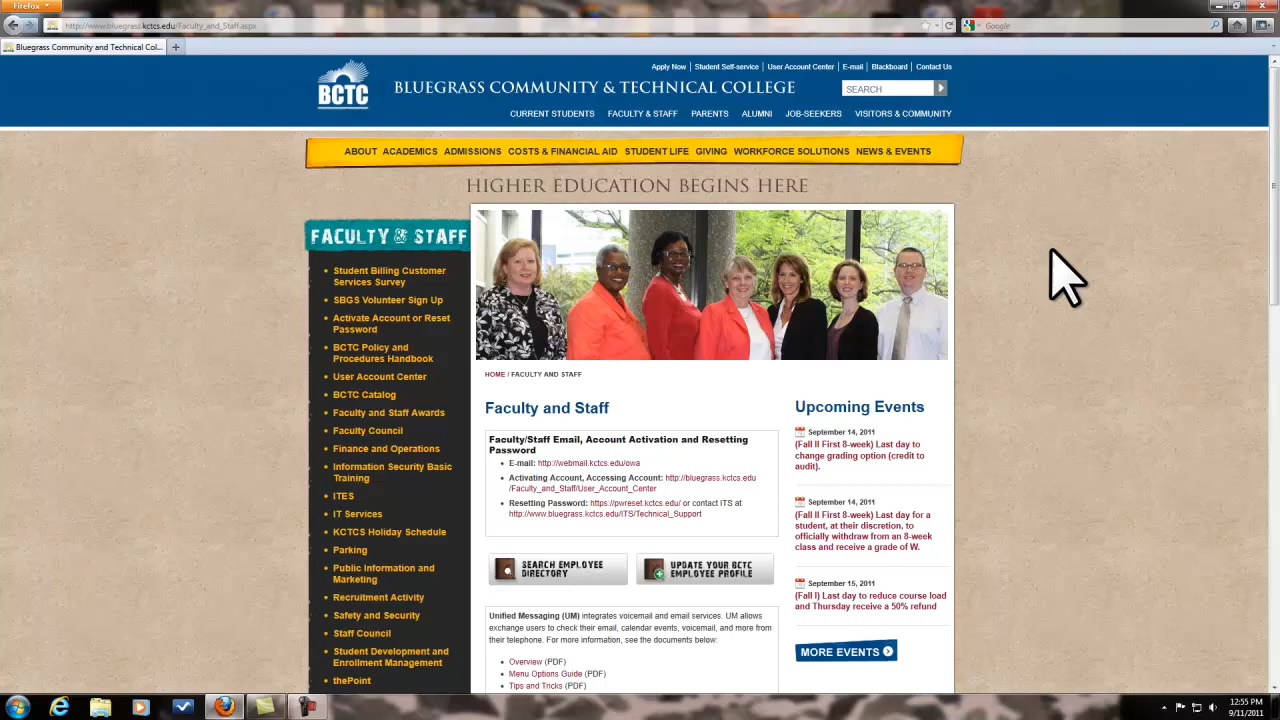 Firefox
http://www.bluegrass.kctcs.edu/Faculty_and_Staff.aspx
Google
Bluegrass Community and Technical Col...
Apply Now | Student Self-service | User Account Center | E-mail | Blackboard | Contact Us
BCTC
BLUEGRASS COMMUNITY & TECHNICAL COLLEGE
SEARCH
CURRENT STUDENTS FACULTY & STAFF PARENTS ALUMNI JOB-SEEKERS VISITORS & COMMUNITY
ABOUT ACADEMICS ADMISSIONS COSTS & FINANCIAL AID STUDENT LIFE GIVING WORKFORCE SOLUTIONS NEWS & EVENTS
HIGHER EDUCATION BEGINS HERE
FACULTY & STAFF
Student Billing Customer
Services Survey
SBGS Volunteer Sign Up
Activate Account or Reset
Password
BCTC Policy and
Procedures Handbook
User Account Center
BCTC Catalog
Faculty and Staff Awards
Faculty Council
Finance and Operations
Information Security Basic
Training
ITES
IT Services
KCTCS Holiday Schedule
Parking
Public Information and
Marketing
Recruitment Activity
Safety and Security
Staff Council
Student Development and
Enrollment Management
thePoint
HOME / FACULTY AND STAFF
Faculty and Staff
Faculty/Staff Email, Account Activation and Resetting
Password
E-mail: http://webmail.kctcs.edu/owa
Activating Account, Accessing Account: http://bluegrass.kctcs.edu
/Faculty_and_Staff/User_Account_Center
Resetting Password: https://pwreset.kctcs.edu/ or contact ITS at
http://www.bluegrass.kctcs.edu/ITS/Technical_Support
SEARCH EMPLOYEE
DIRECTORY
UPDATE YOUR BCTC
EMPLOYEE PROFILE
Unified Messaging (UM) integrates voicemail and email services. UM allows
exchange users to check their email, calendar events, voicemail, and more from
their telephone. For more information, see the documents below:
Overview (PDF)
Menu Options Guide (PDF)
Tips and Tricks (PDF)
Upcoming Events
September 14, 2011
(Fall II First 8-week) Last day to
change grading option (credit to
audit).
September 14, 2011
(Fall II First 8-week) Last day for a
student, at their discretion, to
officially withdraw from an 8-week
class and receive a grade of W.
September 15, 2011
(Fall I) Last day to reduce course load
and Thursday receive a 50% refund
MORE EVENTS
12:55 PM
9/11/2011